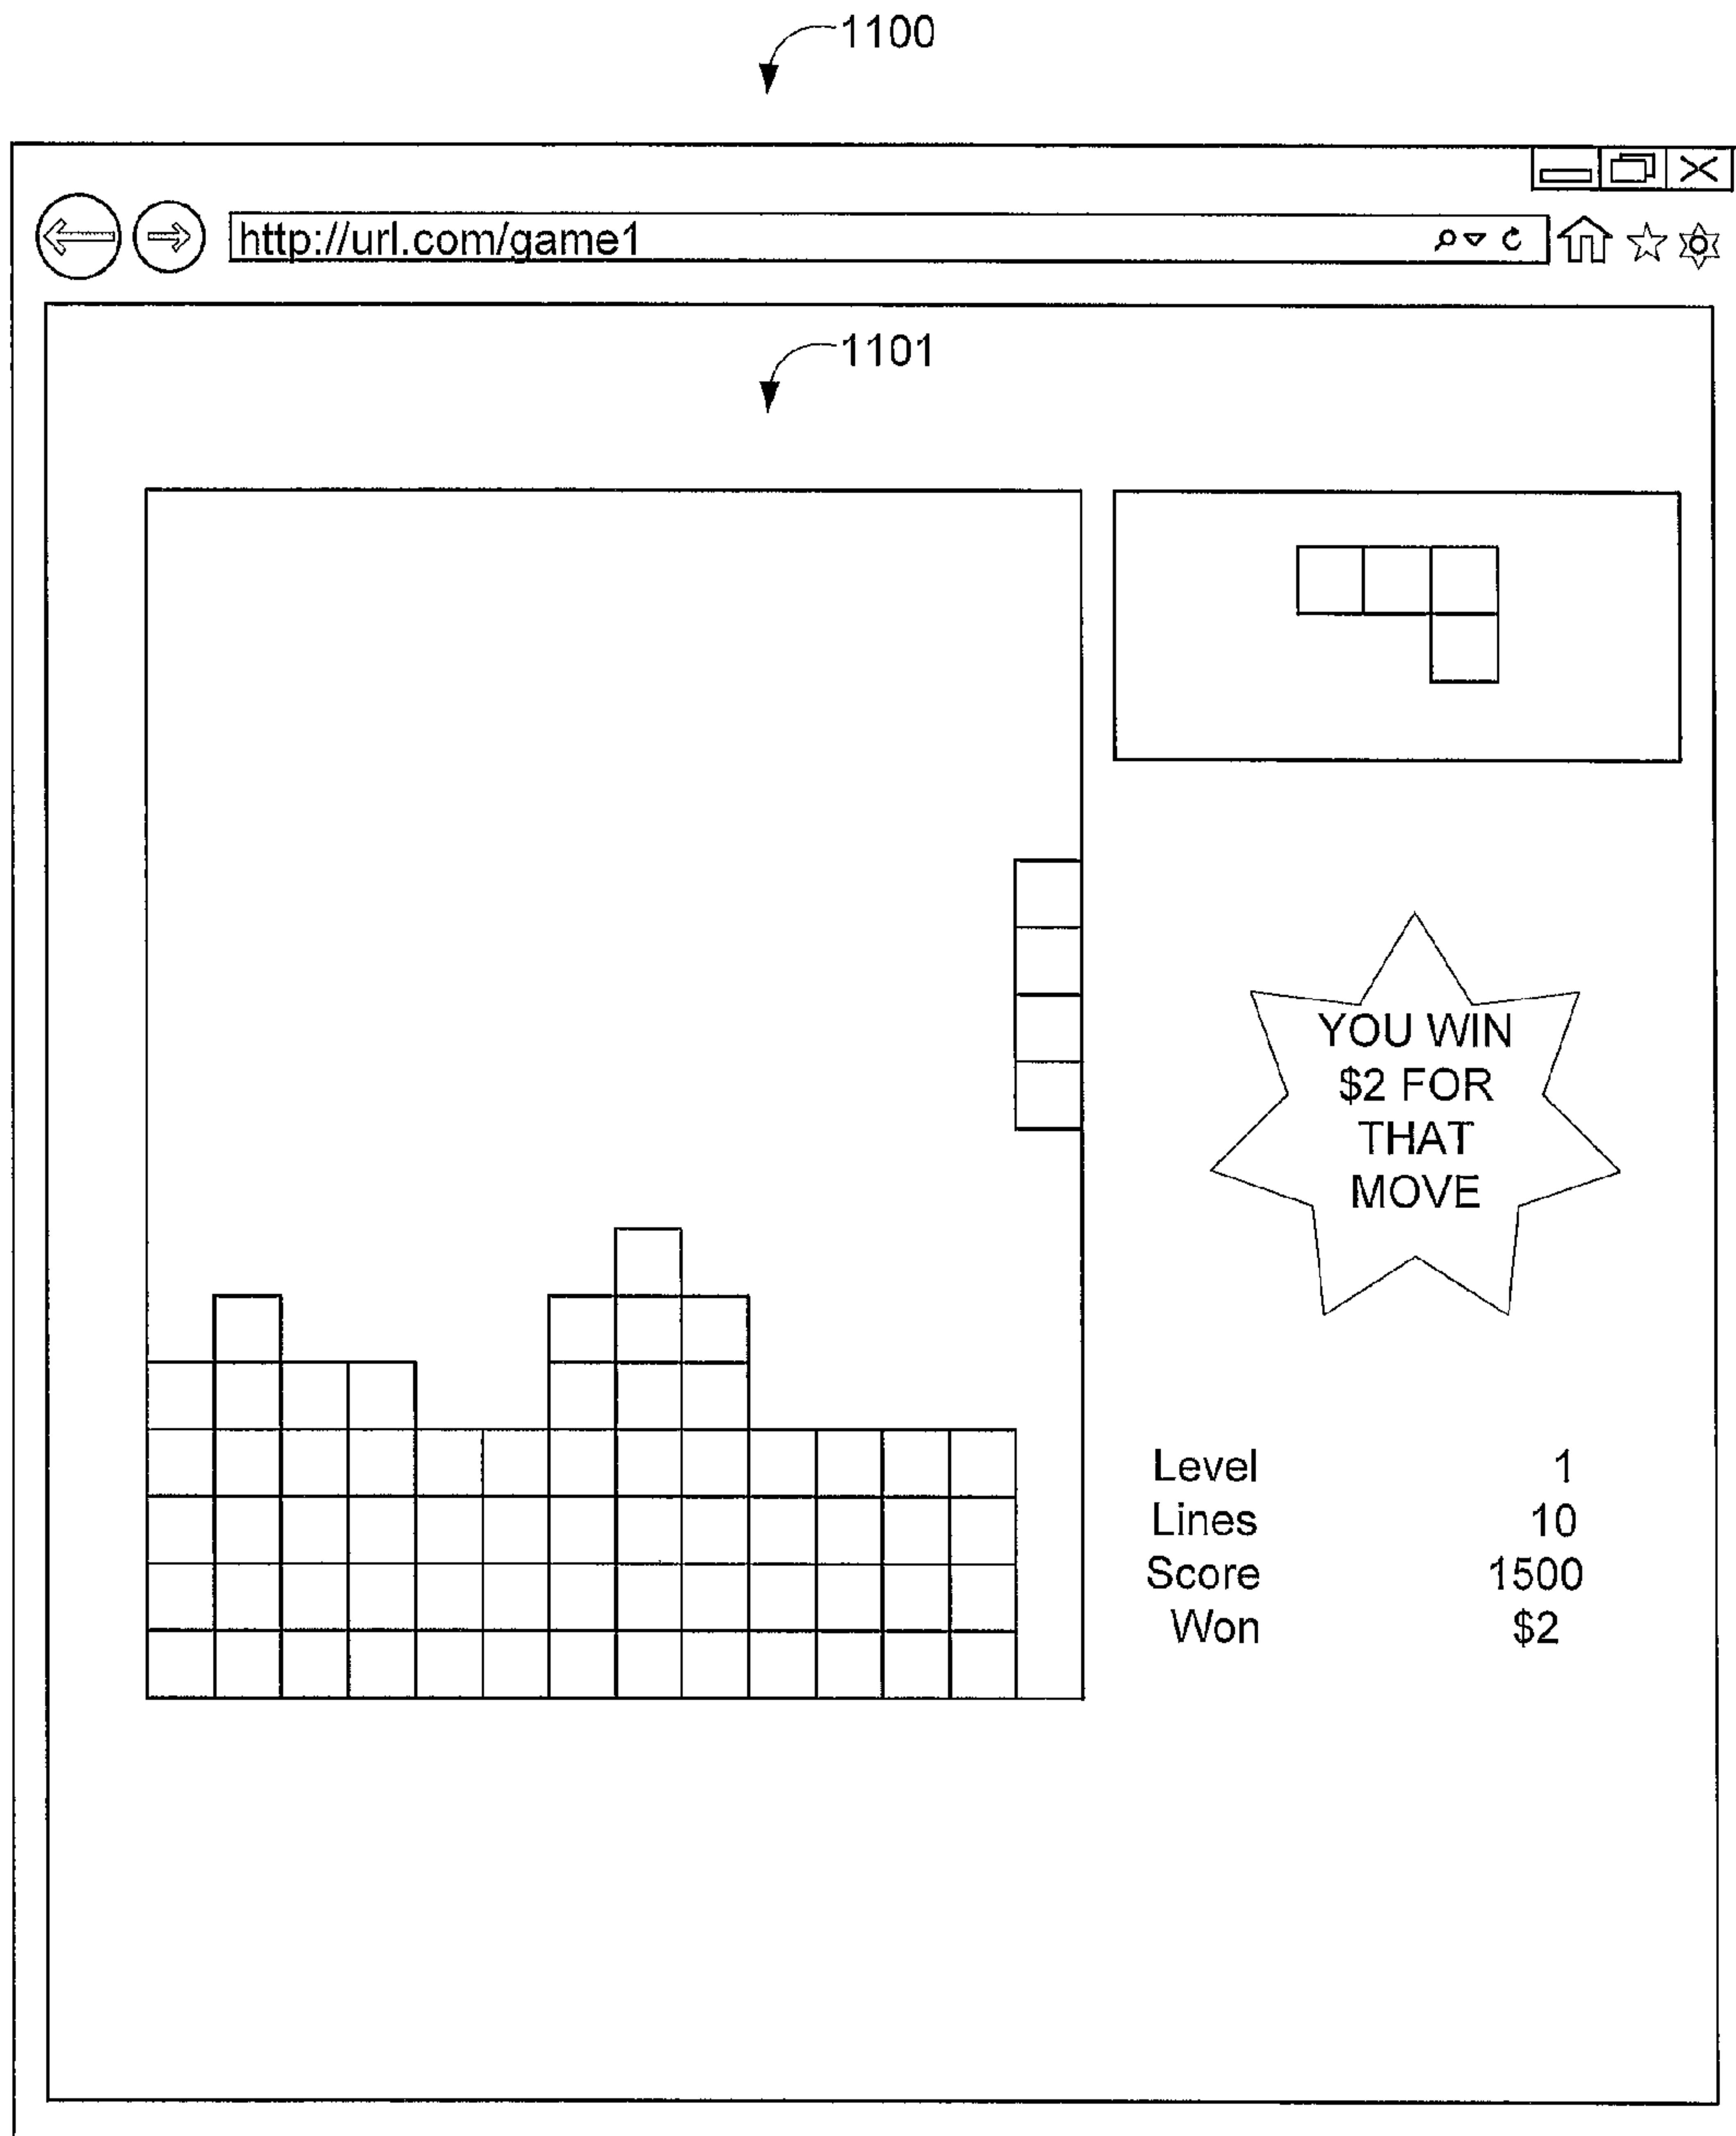 1100
http://url.com/game1
1101
YOU WIN
$2 FOR
THAT
MOVE
Level 1
Lines 10
Score 1500
Won $2